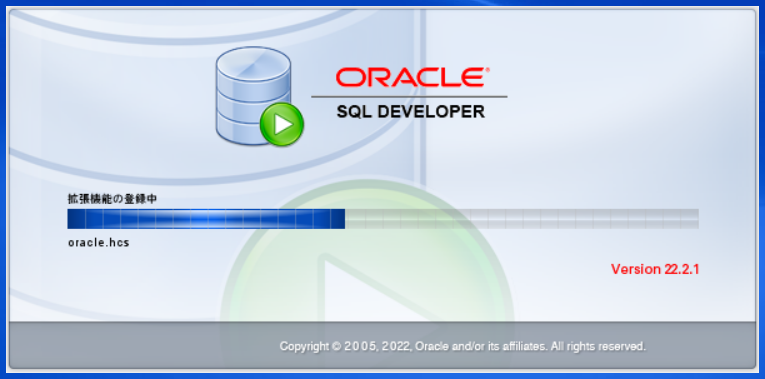 ORACLE®
SQL DEVELOPER
拡張機能の登録中
oracle.hcs
Version 22.2.1
Copyright © 2005, 2022, Oracle and/or its affiliates. All rights reserved.